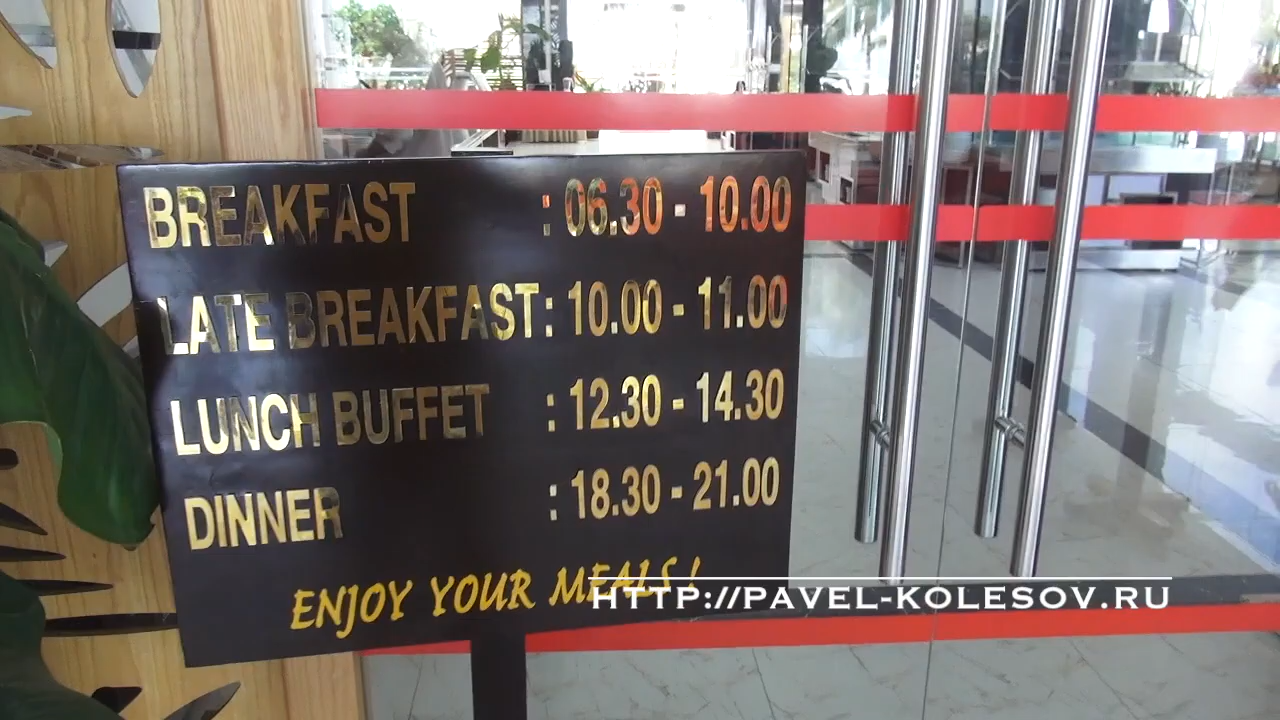 BREAKFAST : 06.30 - 10.00
LATE BREAKFAST : 10.00 - 11.00
LUNCH BUFFET : 12.30 - 14.30
DINNER : 18.30 - 21.00
ENJOY YOUR MEALS !
HTTP://PAVEL-KOLESOV.RU